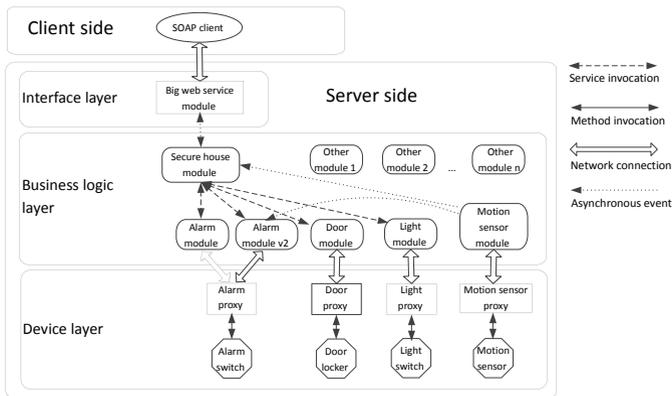 Client side
SOAP client
Server side
Interface layer
Big web service
module
Business logic
layer
Secure house
module
Other
module 1
Other
module 2
...
Other
module n
Alarm
module
Alarm
module v2
Door
module
Light
module
Motion
sensor
module
Device layer
Alarm
proxy
Door
proxy
Light
proxy
Motion sensor
proxy
Alarm
switch
Door
locker
Light
switch
Motion
sensor
Service invocation
Method invocation
Network connection
Asynchronous event